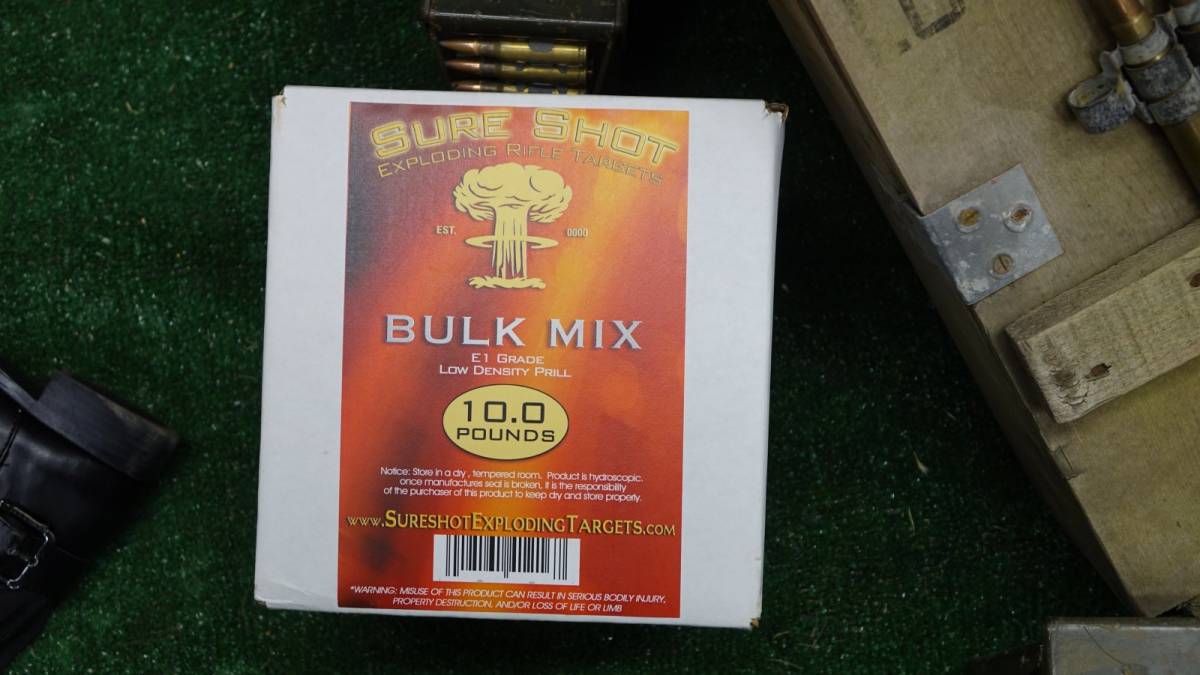 SURE SHOT
EXPLODING RIFLE TARGETS
EST. 0000
BULK MIX
E1 GRADE
LOW DENSITY PRILL
10.0
POUNDS
Notice: Store in a dry , tempered room. Product is hydroscopic.
once manufactures seal is broken, it is the responsibility
of the purchaser of this product to keep dry and store properly.
WWW.SURESHOTEXPLODINGTARGETS.COM
*WARNING: MISUSE OF THIS PRODUCT CAN RESULT IN SERIOUS BODILY INJURY,
PROPERTY DESTRUCTION, AND/OR LOSS OF LIFE OR LIMB